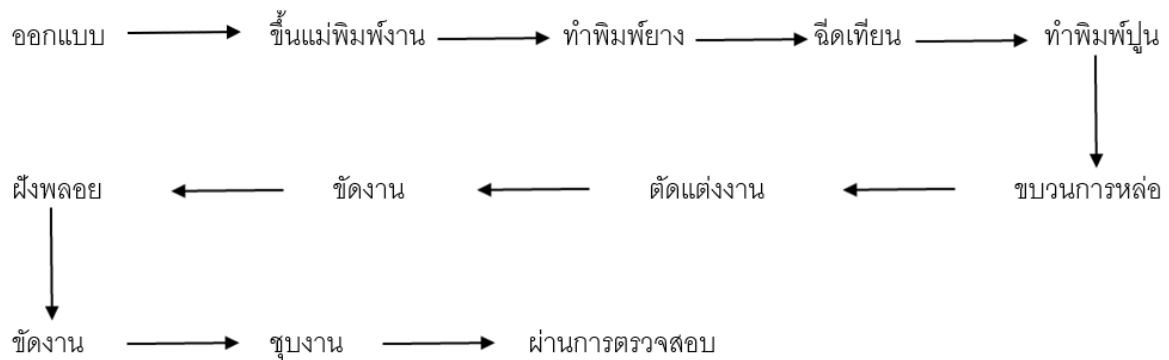 ออกแบบ ขึ้นแม่พิมพ์งาน ทำพิมพ์ยาง ฉีดเทียน ทำพิมพ์ปูน
ฝังพลอย ขัดงาน ตัดแต่งงาน ขบวนการหล่อ
ขัดงาน ชุบงาน ผ่านการตรวจสอบ